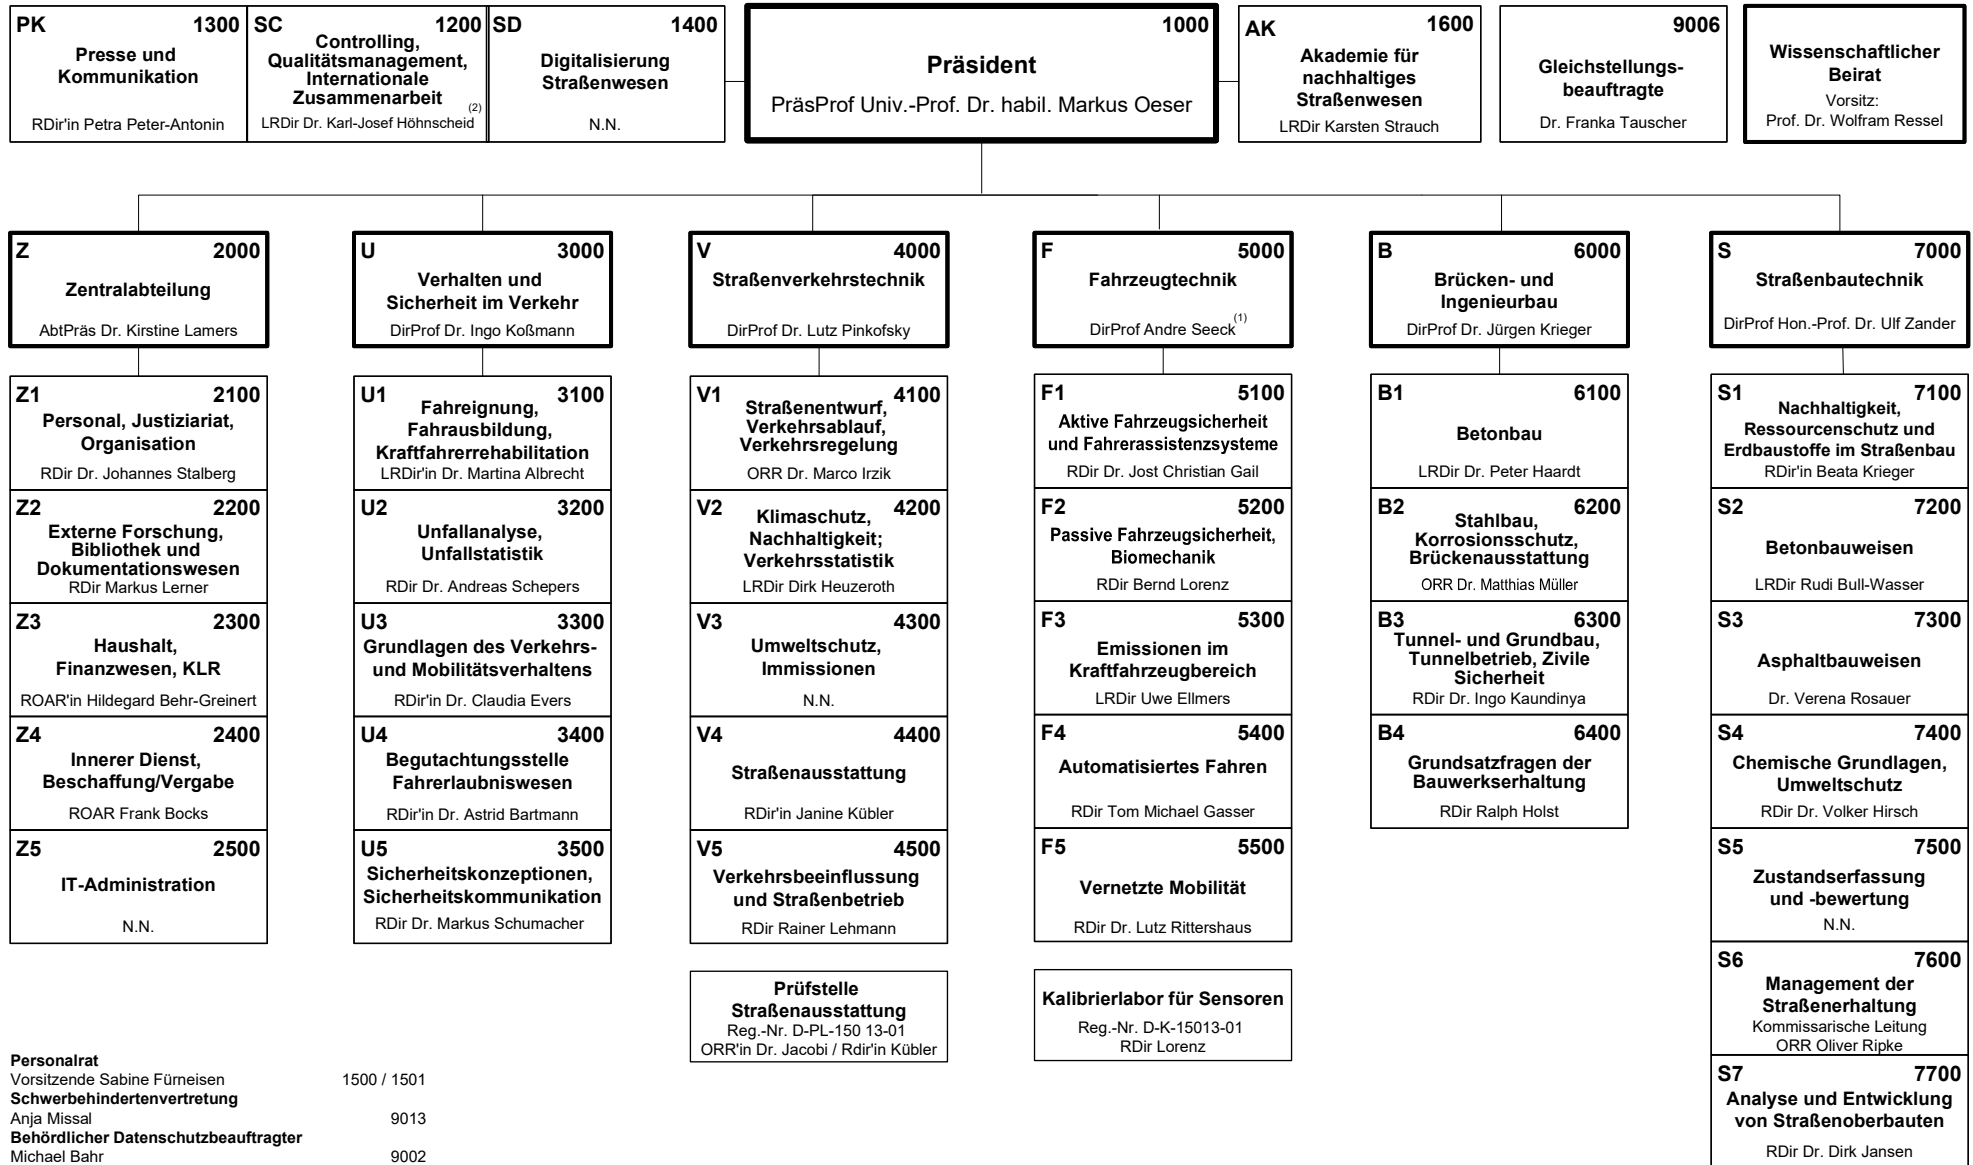 PK 1300
Presse und
Kommunikation
RDir'in Petra Peter-Antonin
SC 1200
Controlling,
Qualitätsmanagement,
Internationale
Zusammenarbeit
(2)
LRDir Dr. Karl-Josef Höhnscheid
SD 1400
Digitalisierung
Straßenwesen
N.N.
1000
Präsident
PräsProf Univ.-Prof. Dr. habil. Markus Oeser
AK 1600
Akademie für
nachhaltiges
Straßenwesen
LRDir Karsten Strauch
9006
Gleichstellungs-
beauftragte
Dr. Franka Tauscher
Wissenschaftlicher
Beirat
Vorsitz:
Prof. Dr. Wolfram Ressel
Z 2000
Zentralabteilung
AbtPräs Dr. Kirstine Lamers
U 3000
Verhalten und
Sicherheit im Verkehr
DirProf Dr. Ingo Koßmann
V 4000
Straßenverkehrstechnik
DirProf Dr. Lutz Pinkofsky
F 5000
Fahrzeugtechnik
DirProf Andre Seeck (1)
B 6000
Brücken- und
Ingenieurbau
DirProf Dr. Jürgen Krieger
S 7000
Straßenbautechnik
DirProf Hon.-Prof. Dr. Ulf Zander
Z1 2100
Personal, Justiziariat,
Organisation
RDir Dr. Johannes Stalberg
Z2 2200
Externe Forschung,
Bibliothek und
Dokumentationswesen
RDir Markus Lerner
Z3 2300
Haushalt,
Finanzwesen, KLR
ROAR'in Hildegard Behr-Greinert
Z4 2400
Innerer Dienst,
Beschaffung/Vergabe
ROAR Frank Bocks
Z5 2500
IT-Administration
N.N.
U1 3100
Fahreignung,
Fahrausbildung,
Kraftfahrerrehabilitation
LRDir'in Dr. Martina Albrecht
U2 3200
Unfallanalyse,
Unfallstatistik
RDir Dr. Andreas Schepers
U3 3300
Grundlagen des Verkehrs-
und Mobilitätsverhaltens
RDir'in Dr. Claudia Evers
U4 3400
Begutachtungsstelle
Fahrerlaubniswesen
RDir'in Dr. Astrid Bartmann
U5 3500
Sicherheitskonzeptionen,
Sicherheitskommunikation
RDir Dr. Markus Schumacher
V1 4100
Straßenentwurf,
Verkehrsablauf,
Verkehrsregelung
ORR Dr. Marco Irzik
V2 4200
Klimaschutz,
Nachhaltigkeit;
Verkehrsstatistik
LRDir Dirk Heuzeroth
V3 4300
Umweltschutz,
Immissionen
N.N.
V4 4400
Straßenausstattung
RDir'in Janine Kübler
V5 4500
Verkehrsbeeinflussung
und Straßenbetrieb
RDir Rainer Lehmann
Prüfstelle
Straßenausstattung
Reg.-Nr. D-PL-150 13-01
ORR'in Dr. Jacobi / Rdir'in Kübler
F1 5100
Aktive Fahrzeugsicherheit
und Fahrerassistenzsysteme
RDir Dr. Jost Christian Gail
F2 5200
Passive Fahrzeugsicherheit,
Biomechanik
RDir Bernd Lorenz
F3 5300
Emissionen im
Kraftfahrzeugbereich
LRDir Uwe Ellmers
F4 5400
Automatisiertes Fahren
RDir Tom Michael Gasser
F5 5500
Vernetzte Mobilität
RDir Dr. Lutz Rittershaus
Kalibrierlabor für Sensoren
Reg.-Nr. D-K-15013-01
RDir Lorenz
B1 6100
Betonbau
LRDir Dr. Peter Haardt
B2 6200
Stahlbau,
Korrosionsschutz,
Brückenausstattung
ORR Dr. Matthias Müller
B3 6300
Tunnel- und Grundbau,
Tunnelbetrieb, Zivile
Sicherheit
RDir Dr. Ingo Kaundinya
B4 6400
Grundsatzfragen der
Bauwerkserhaltung
RDir Ralph Holst
S1 7100
Nachhaltigkeit,
Ressourcenschutz und
Erdbaustoffe im Straßenbau
RDir'in Beata Krieger
S2 7200
Betonbauweisen
LRDir Rudi Bull-Wasser
S3 7300
Asphaltbauweisen
Dr. Verena Rosauer
S4 7400
Chemische Grundlagen,
Umweltschutz
RDir Dr. Volker Hirsch
S5 7500
Zustandserfassung
und -bewertung
N.N.
S6 7600
Management der
Straßenerhaltung
Kommissarische Leitung
ORR Oliver Ripke
S7 7700
Analyse und Entwicklung
von Straßenoberbauten
RDir Dr. Dirk Jansen
Personalrat
Vorsitzende Sabine Fürneisen 1500 / 1501
Schwerbehindertenvertretung
Anja Missal 9013
Behördlicher Datenschutzbeauftragter
Michael Bahr 9002